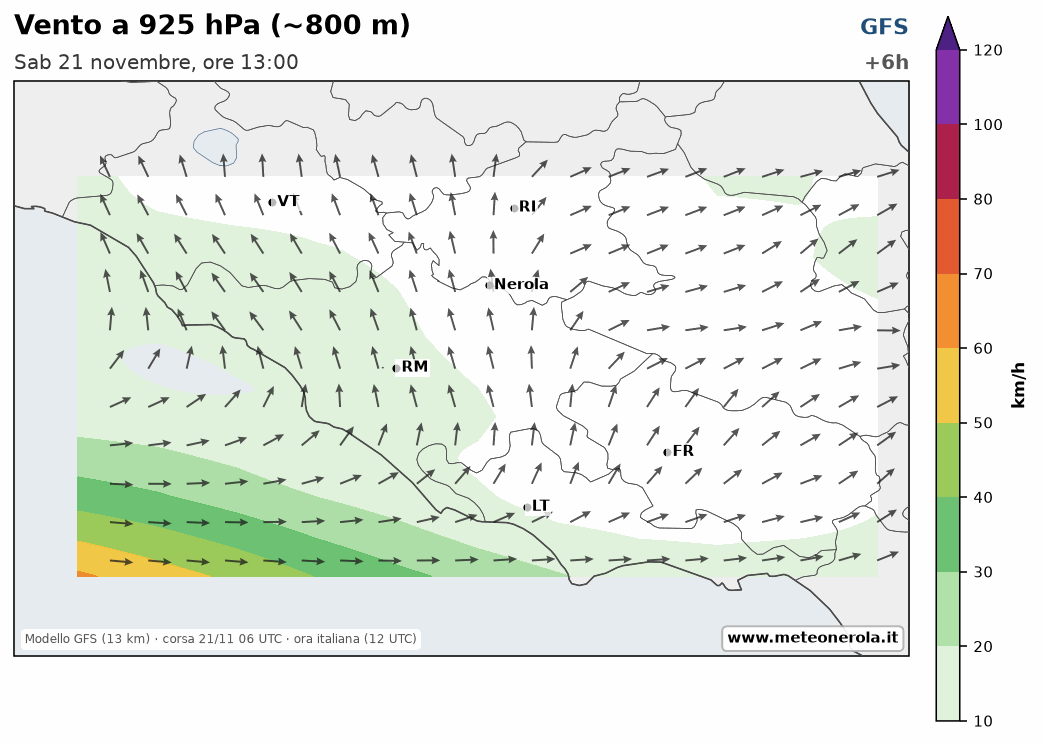 Vento a 925 hPa (~800 m)
GFS
Sab 21 novembre, ore 13:00
+6h
120
100
80
70
60
50
40
30
20
10
km/h
VT
RI
Nerola
RM
FR
LT
Modello GFS (13 km) · corsa 21/11 06 UTC · ora italiana (12 UTC)
www.meteonerola.it